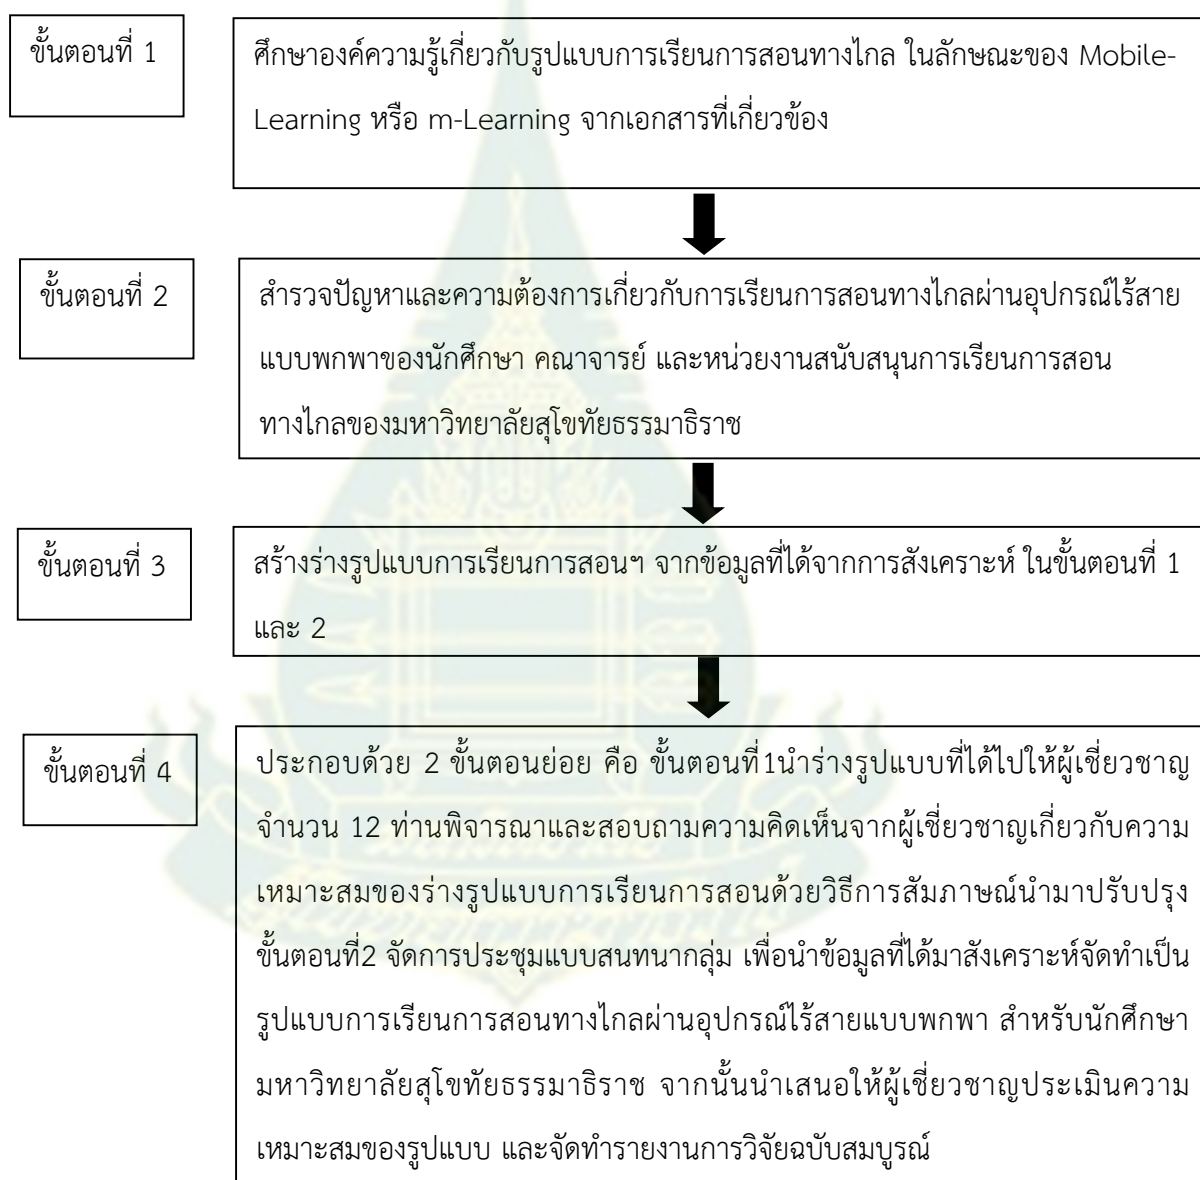 ขั้นตอนที่ 1
ศึกษาองค์ความรู้เกี่ยวกับรูปแบบการเรียนการสอนทางไกล ในลักษณะของ Mobile-
Learning หรือ m-Learning จากเอกสารที่เกี่ยวข้อง
ขั้นตอนที่ 2
สำรวจปัญหาและความต้องการเกี่ยวกับการเรียนการสอนทางไกลผ่านอุปกรณ์ไร้สาย
แบบพกพาของนักศึกษา คณาจารย์ และหน่วยงานสนับสนุนการเรียนการสอน
ทางไกลของมหาวิทยาลัยสุโขทัยธรรมาธิราช
ขั้นตอนที่ 3
สร้างร่างรูปแบบการเรียนการสอนฯ จากข้อมูลที่ได้จากการสังเคราะห์ ในขั้นตอนที่ 1
และ 2
ขั้นตอนที่ 4
ประกอบด้วย 2 ขั้นตอนย่อย คือ ขั้นตอนที่1นำร่างรูปแบบที่ได้ไปให้ผู้เชี่ยวชาญ
จำนวน 12 ท่านพิจารณาและสอบถามความคิดเห็นจากผู้เชี่ยวชาญเกี่ยวกับความ
เหมาะสมของร่างรูปแบบการเรียนการสอนด้วยวิธีการสัมภาษณ์นำมาปรับปรุง
ขั้นตอนที่2 จัดการประชุมแบบสนทนากลุ่ม เพื่อนำข้อมูลที่ได้มาสังเคราะห์จัดทำเป็น
รูปแบบการเรียนการสอนทางไกลผ่านอุปกรณ์ไร้สายแบบพกพา สำหรับนักศึกษา
มหาวิทยาลัยสุโขทัยธรรมาธิราช จากนั้นนำเสนอให้ผู้เชี่ยวชาญประเมินความ
เหมาะสมของรูปแบบ และจัดทำรายงานการวิจัยฉบับสมบูรณ์